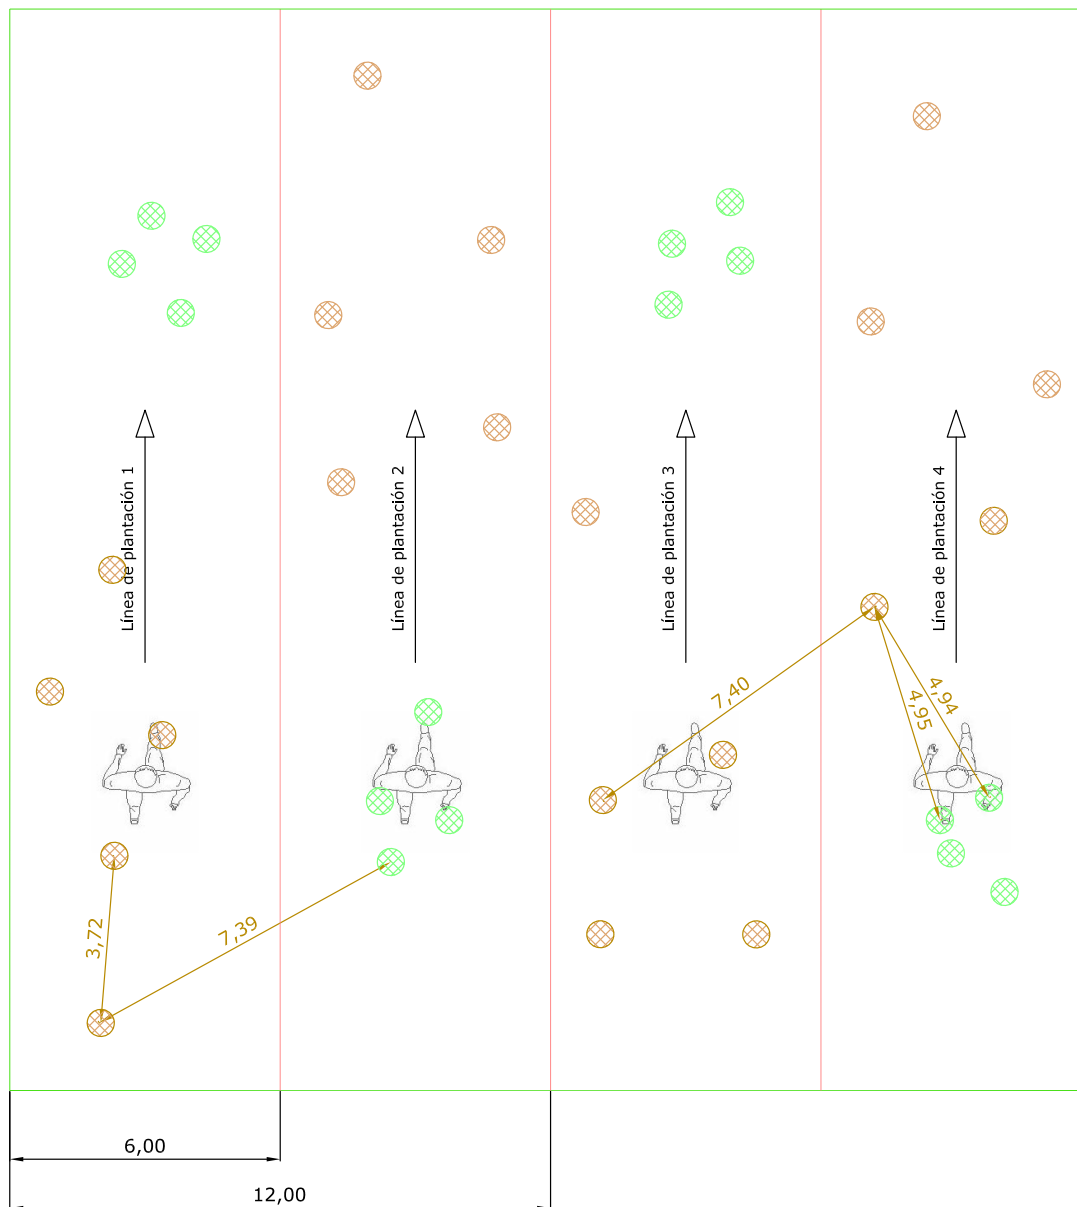 Línea de plantación 1
Línea de plantación 2
Línea de plantación 3
Línea de plantación 4
7,40
4,94
4,95
3,72
7,39
6,00
12,00